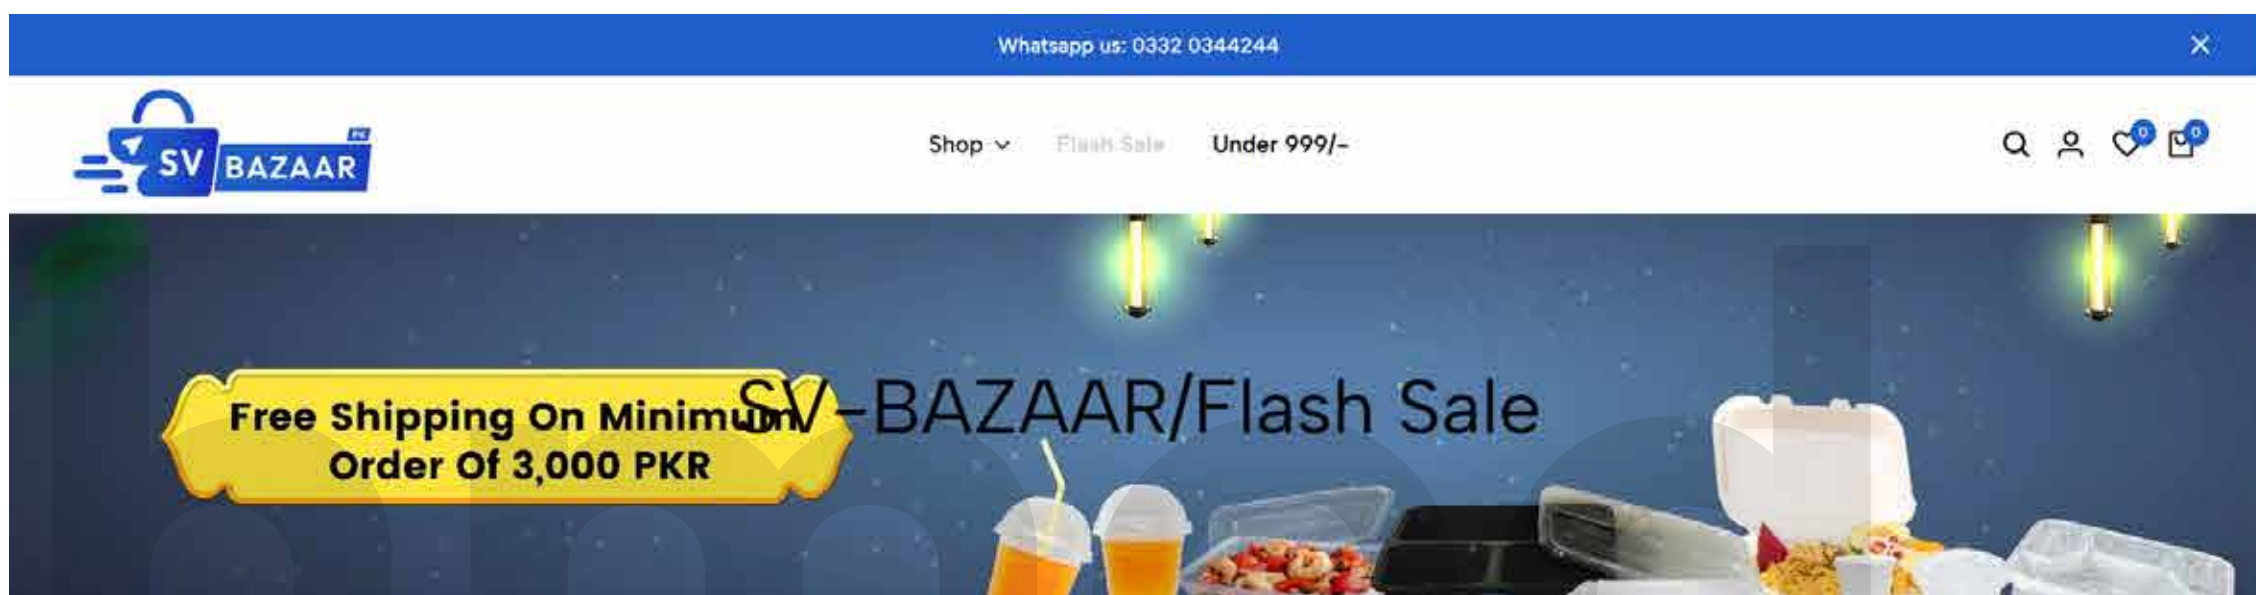 Whatsapp us: 0332 0344244
SV BAZAAR
Shop
Flash Sale
Under 999/-
0
0
Free Shipping On Minimum
Order Of 3,000 PKR
SV-BAZAAR/Flash Sale